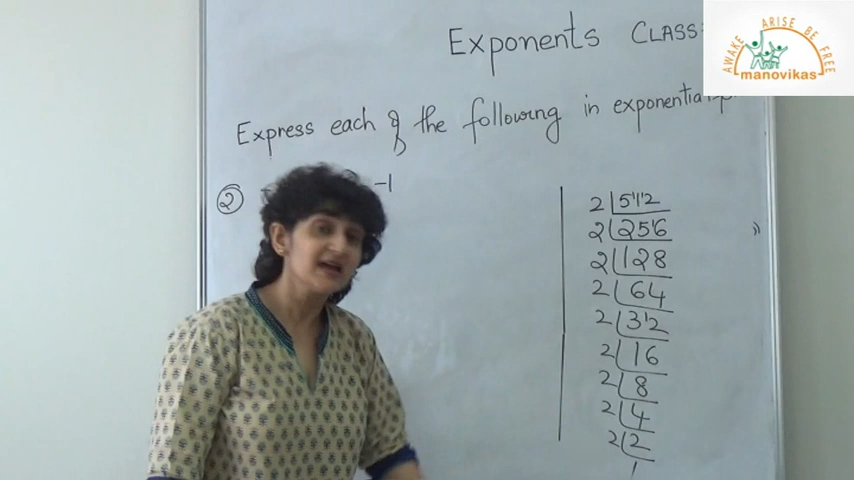 Exponents CLASS:
AWAKE ARISE BE FREE
manovikas
Express each of the following in exponential
② -1
2 512
2 256
2 128
2 64
2 32
2 16
2 8
2 4
2 2
1